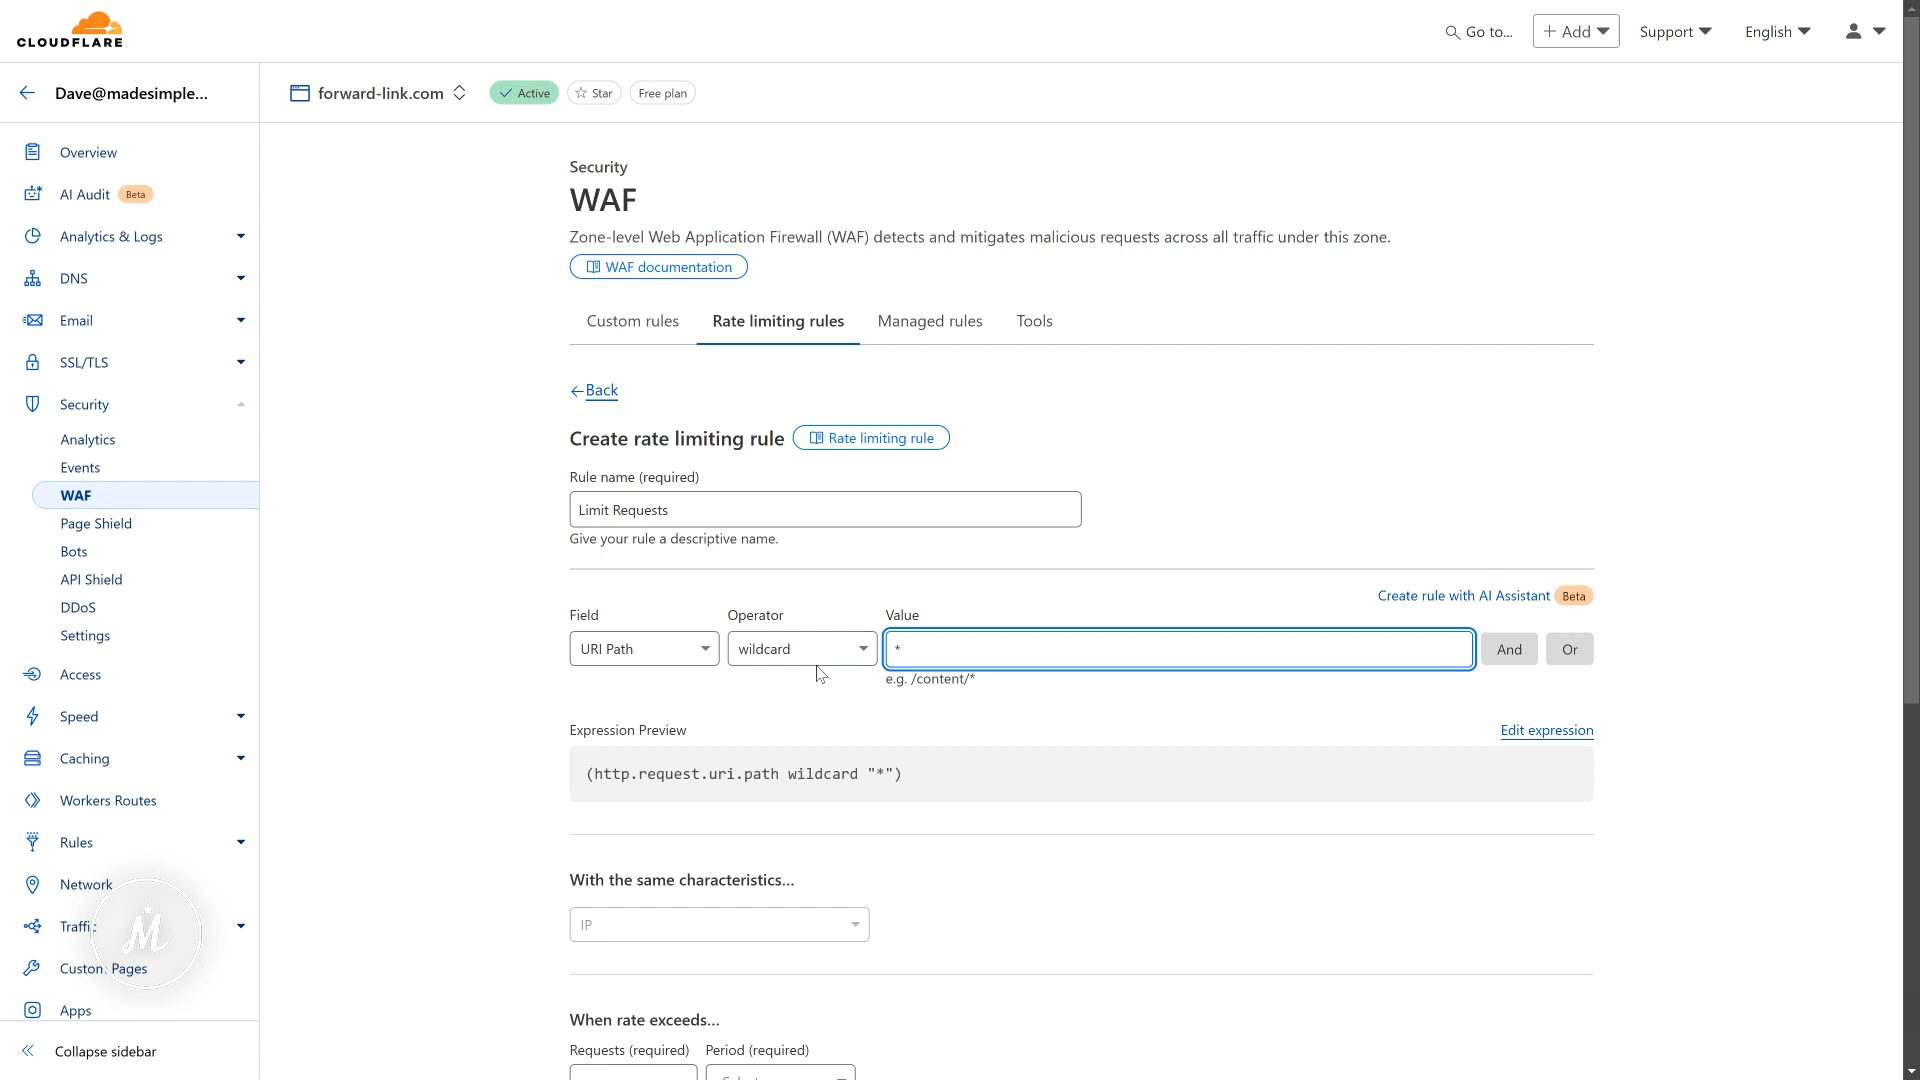 CLOUDFLARE
Go to...
Add
Support
English
Dave@madesimple...
forward-link.com
Active
Star
Free plan
Overview
AI Audit Beta
Analytics & Logs
DNS
Email
SSL/TLS
Security
Analytics
Events
WAF
Page Shield
Bots
API Shield
DDoS
Settings
Access
Speed
Caching
Workers Routes
Rules
Network
Traffic
Custom Pages
Apps
Collapse sidebar
M
Security
WAF
Zone-level Web Application Firewall (WAF) detects and mitigates malicious requests across all traffic under this zone.
WAF documentation
Custom rules
Rate limiting rules
Managed rules
Tools
Back
Create rate limiting rule
Rate limiting rule
Rule name (required)
Limit Requests
Give your rule a descriptive name.
Create rule with AI Assistant Beta
Field
Operator
Value
URI Path
wildcard
*
And
Or
e.g. /content/*
Expression Preview
Edit expression
(http.request.uri.path wildcard "*")
With the same characteristics...
IP
When rate exceeds...
Requests (required)
Period (required)